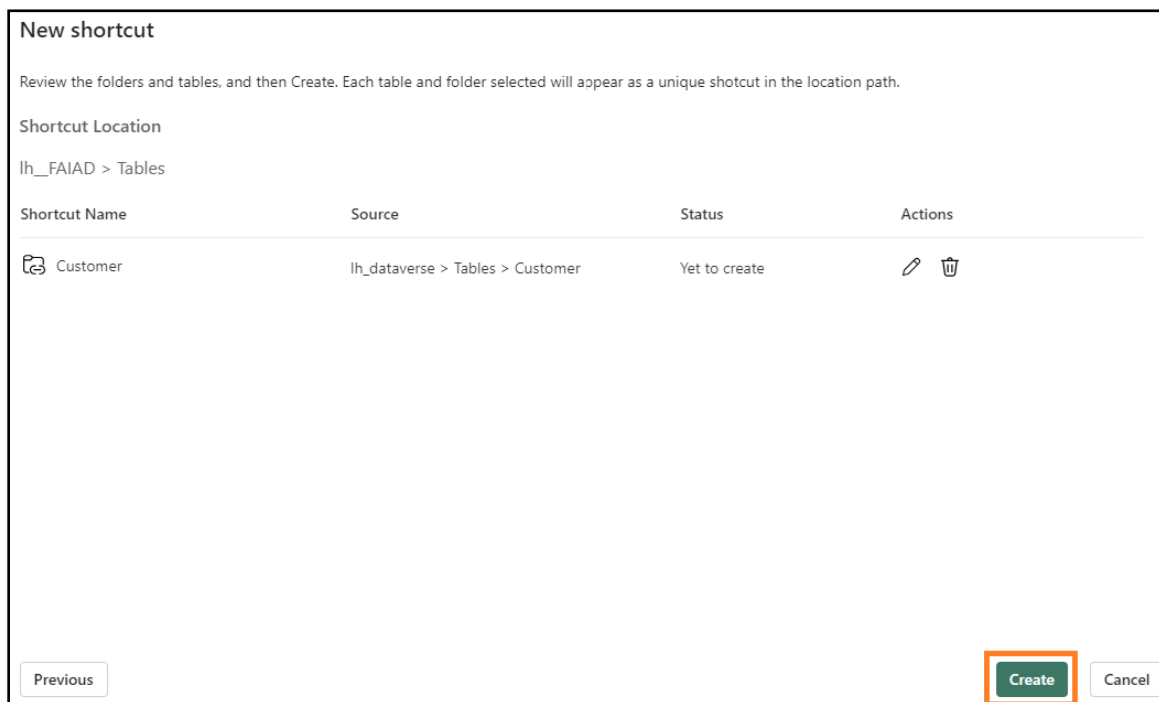 New shortcut
Review the folders and tables, and then Create. Each table and folder selected will appear as a unique shotcut in the location path.
Shortcut Location
lh__FAIAD > Tables
Shortcut Name Source Status Actions
Customer lh_dataverse > Tables > Customer Yet to create
Previous Create Cancel